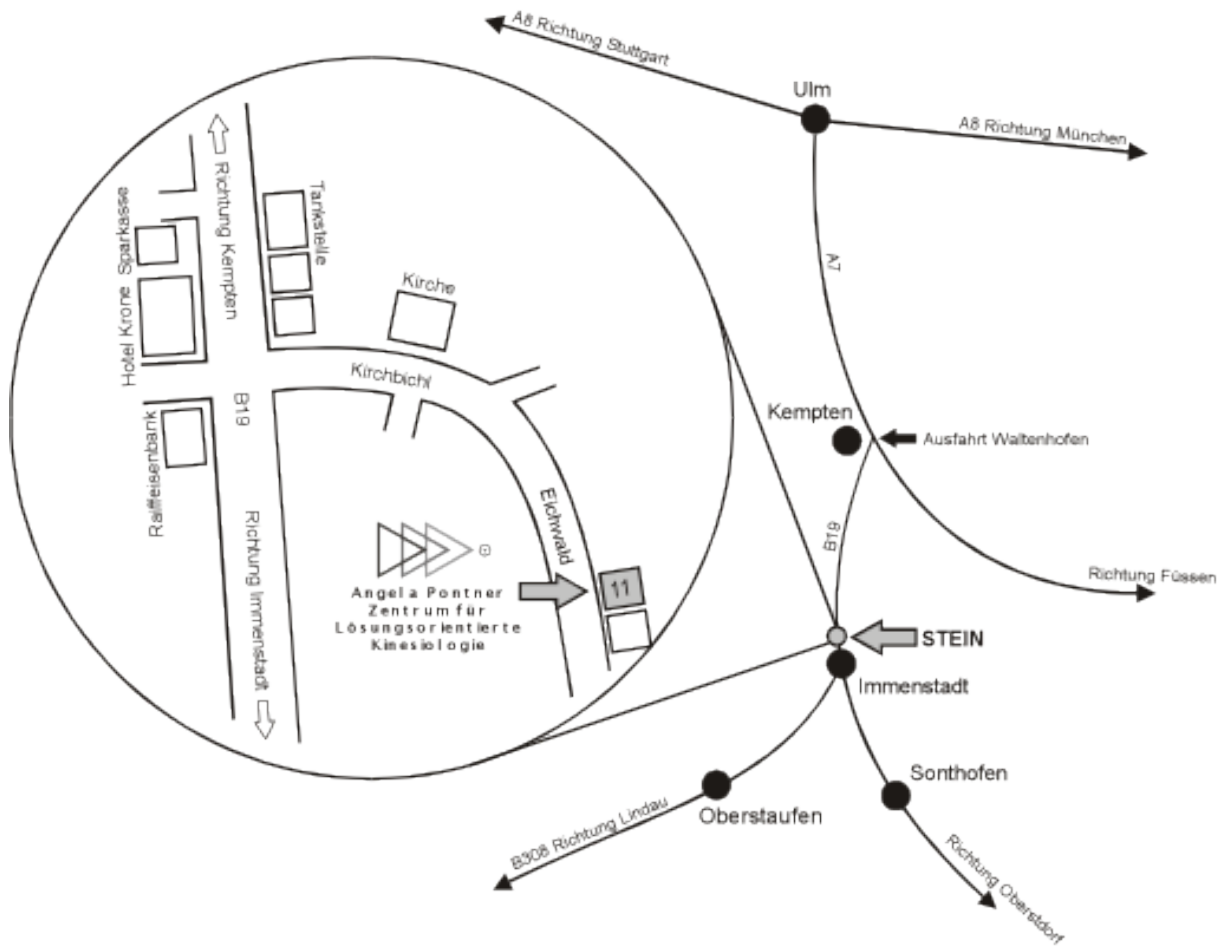 A8 Richtung Stuttgart
Ulm
A8 Richtung München
A7
Kempten
Ausfahrt Waltenhofen
B19
Richtung Füssen
STEIN
Immenstadt
Sonthofen
Oberstaufen
B308 Richtung Lindau
Richtung Oberstdorf
Richtung Kempten
Tankstelle
Sparkasse
Hotel Krone
Kirche
Kirchbichl
B19
Raiffeisenbank
Richtung Immenstadt
Eichwald
11
Angela Pontner
Zentrum für
Lösungsorientierte
Kinesiologie